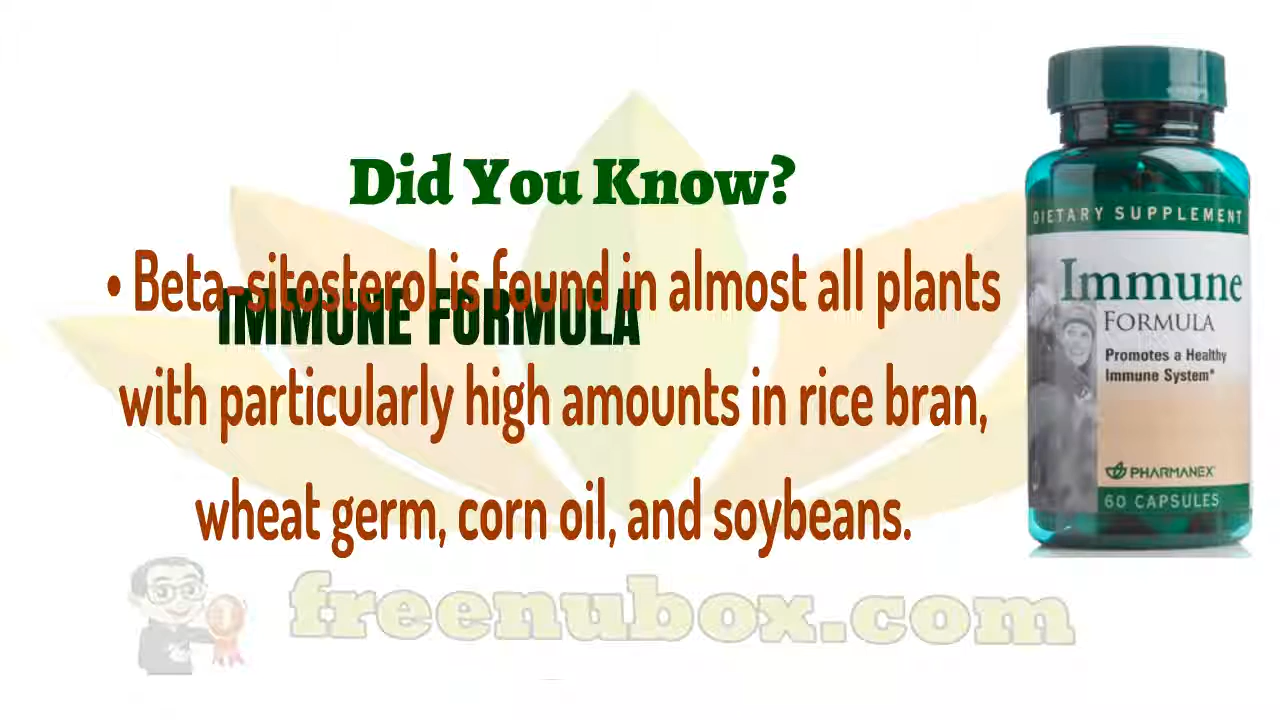 Did You Know?
• Beta-sitosterol is found in almost all plants
IMMUNE FORMULA
with particularly high amounts in rice bran,
wheat germ, corn oil, and soybeans.
freenubox.com
1
DIETARY SUPPLEMENT
Immune
FORMULA
Promotes a Healthy
Immune System*
PHARMANEX®
60 CAPSULES